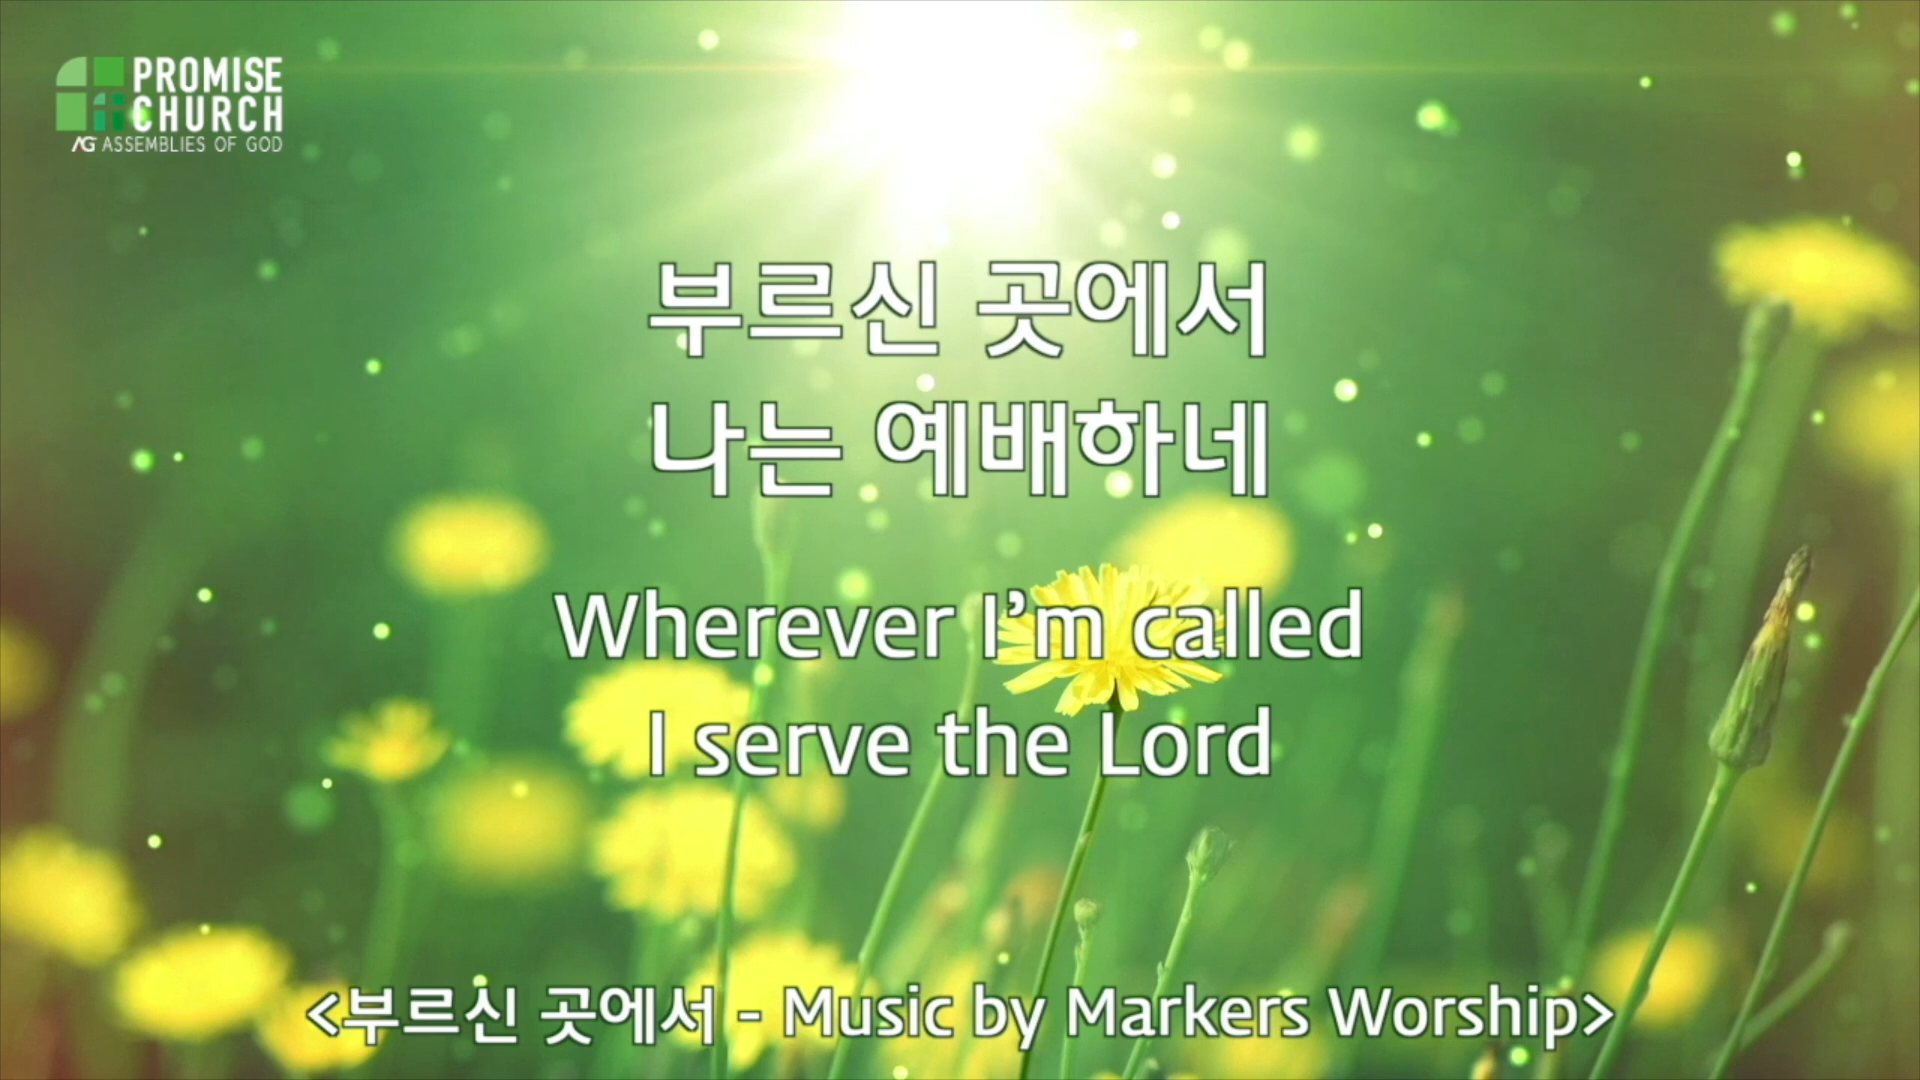 PROMISE
CHURCH
AG ASSEMBLIES OF GOD
부르신 곳에서
나는 예배하네
Wherever I’m called
I serve the Lord
<부르신 곳에서 - Music by Markers Worship>